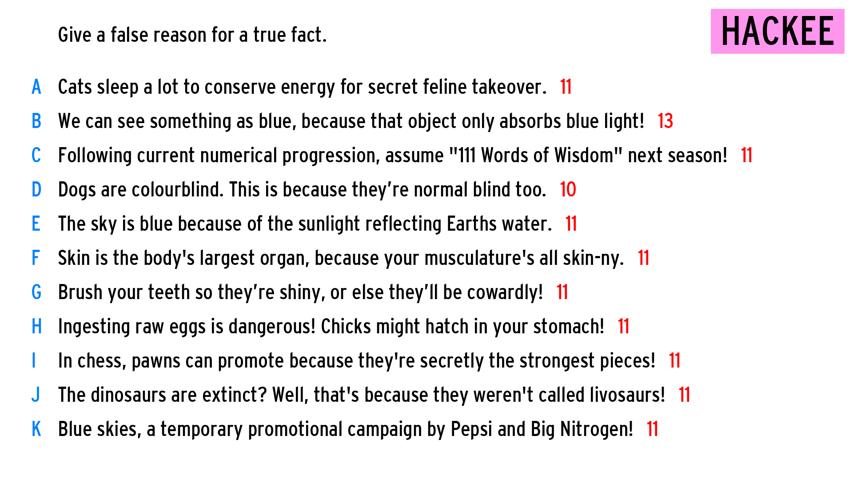 Give a false reason for a true fact.
HACKEE
A Cats sleep a lot to conserve energy for secret feline takeover. 11
B We can see something as blue, because that object only absorbs blue light! 13
C Following current numerical progression, assume "111 Words of Wisdom" next season! 11
D Dogs are colourblind. This is because they're normal blind too. 10
E The sky is blue because of the sunlight reflecting Earths water. 11
F Skin is the body's largest organ, because your musculature's all skin-ny. 11
G Brush your teeth so they're shiny, or else they'll be cowardly! 11
H Ingesting raw eggs is dangerous! Chicks might hatch in your stomach! 11
I In chess, pawns can promote because they're secretly the strongest pieces! 11
J The dinosaurs are extinct? Well, that's because they weren't called livosaurs! 11
K Blue skies, a temporary promotional campaign by Pepsi and Big Nitrogen! 11